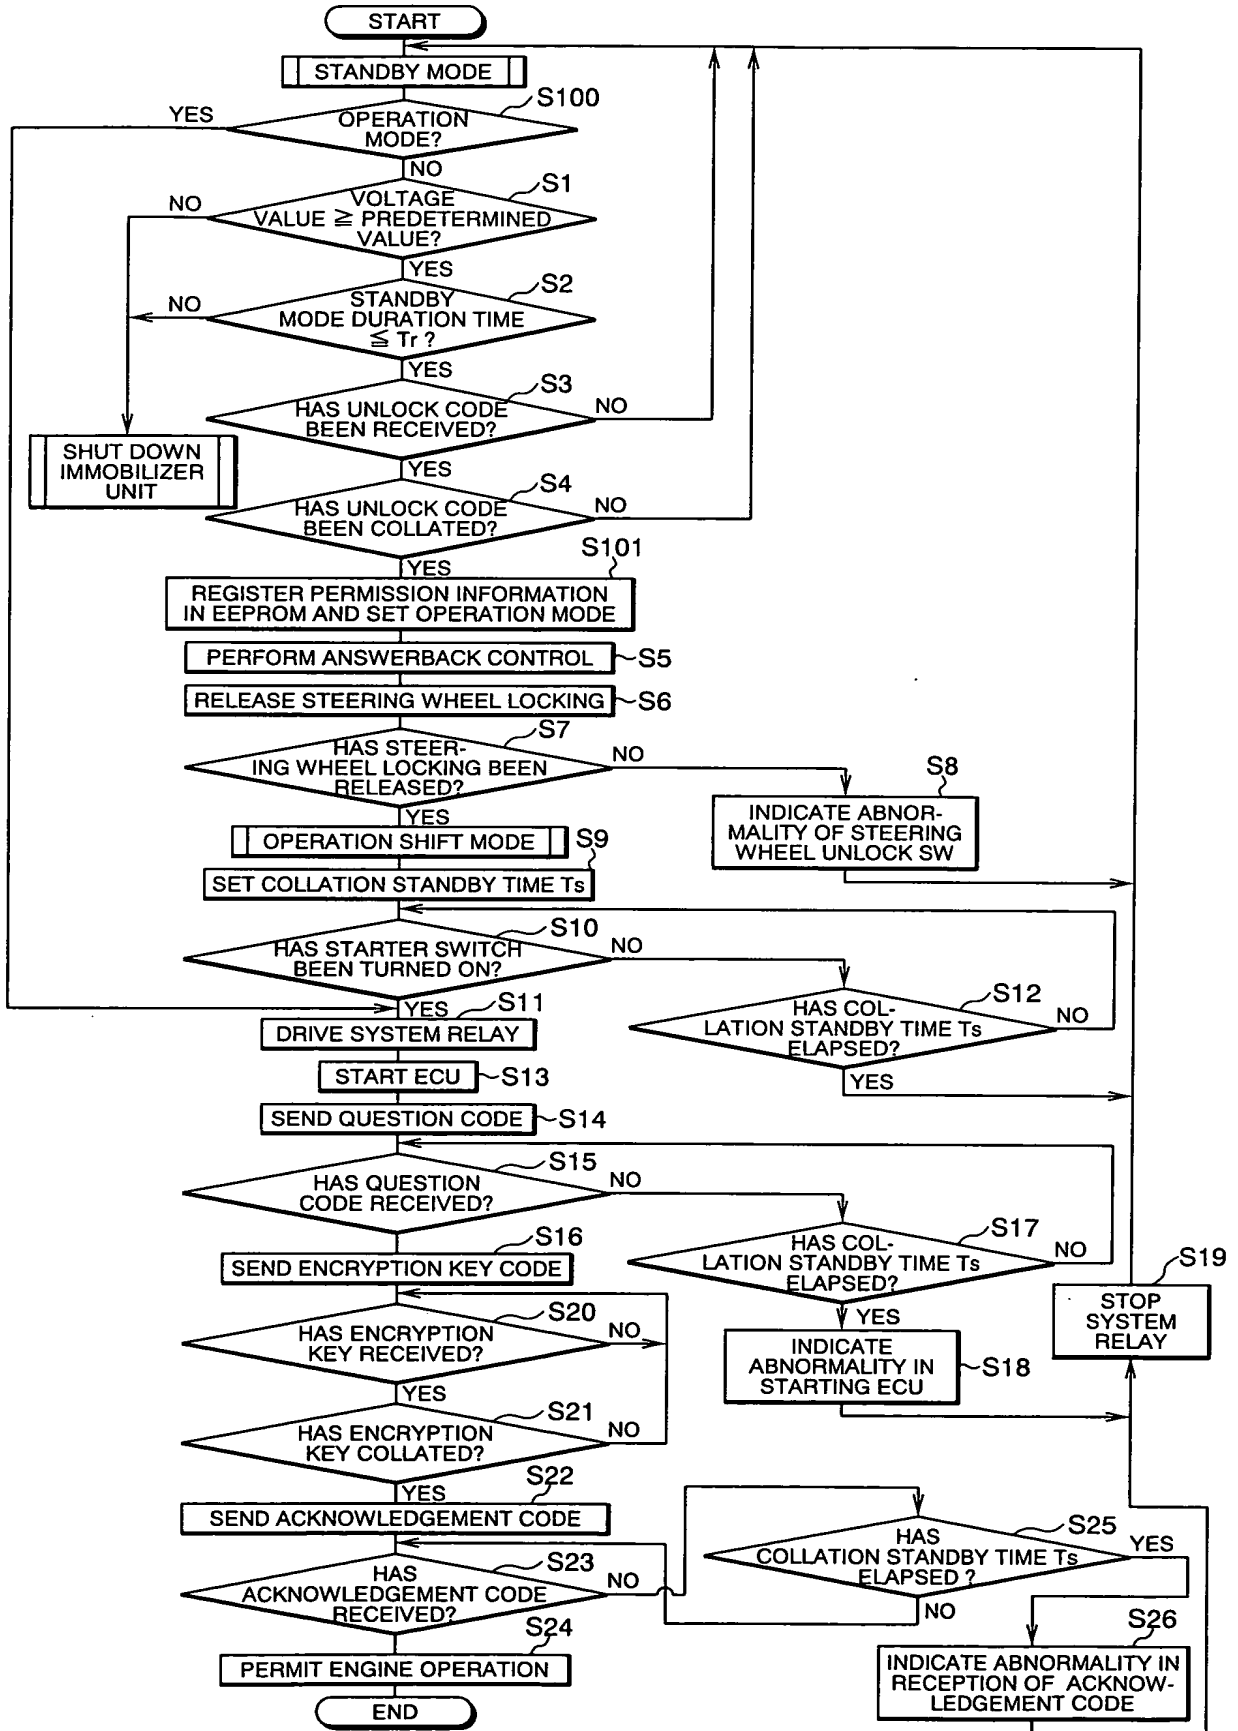 START
STANDBY MODE
S100
YES
OPERATION
MODE?
NO
S1
NO
VOLTAGE
VALUE ≧ PREDETERMINED
VALUE?
YES
S2
NO
STANDBY
MODE DURATION TIME
≦ Tr ?
YES
S3
HAS UNLOCK CODE
BEEN RECEIVED?
NO
SHUT DOWN
IMMOBILIZER
UNIT
YES
S4
HAS UNLOCK CODE
BEEN COLLATED?
NO
YES
S101
REGISTER PERMISSION INFORMATION
IN EEPROM AND SET OPERATION MODE
PERFORM ANSWERBACK CONTROL
S5
RELEASE STEERING WHEEL LOCKING
S6
S7
HAS STEER-
ING WHEEL LOCKING BEEN
RELEASED?
NO
S8
INDICATE ABNOR-
MALITY OF STEERING
WHEEL UNLOCK SW
YES
OPERATION SHIFT MODE
S9
SET COLLATION STANDBY TIME Ts
S10
HAS STARTER SWITCH
BEEN TURNED ON?
NO
S12
HAS COL-
LATION STANDBY TIME Ts
ELAPSED?
NO
YES
YES
S11
DRIVE SYSTEM RELAY
START ECU
S13
SEND QUESTION CODE
S14
S15
HAS QUESTION
CODE RECEIVED?
NO
S17
HAS COL-
LATION STANDBY TIME Ts
ELAPSED?
NO
YES
S16
SEND ENCRYPTION KEY CODE
S19
STOP
SYSTEM
RELAY
INDICATE
ABNORMALITY IN
STARTING ECU
S18
S20
HAS ENCRYPTION
KEY RECEIVED?
NO
YES
S21
HAS ENCRYPTION
KEY COLLATED?
NO
YES
S22
SEND ACKNOWLEDGEMENT CODE
S25
HAS
COLLATION STANDBY TIME Ts
ELAPSED ?
YES
NO
S23
HAS
ACKNOWLEDGEMENT CODE
RECEIVED?
NO
S24
PERMIT ENGINE OPERATION
S26
INDICATE ABNORMALITY IN
RECEPTION OF ACKNOW-
LEDGEMENT CODE
END